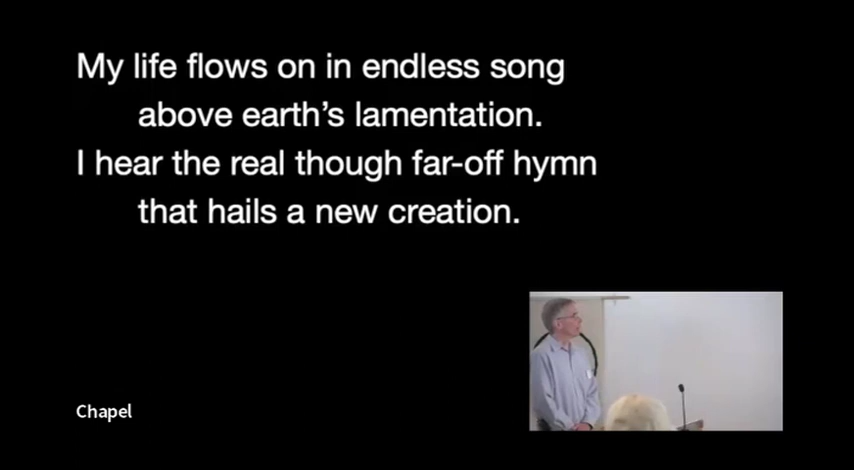 My life flows on in endless song
above earth’s lamentation.
I hear the real though far-off hymn
that hails a new creation.
Chapel